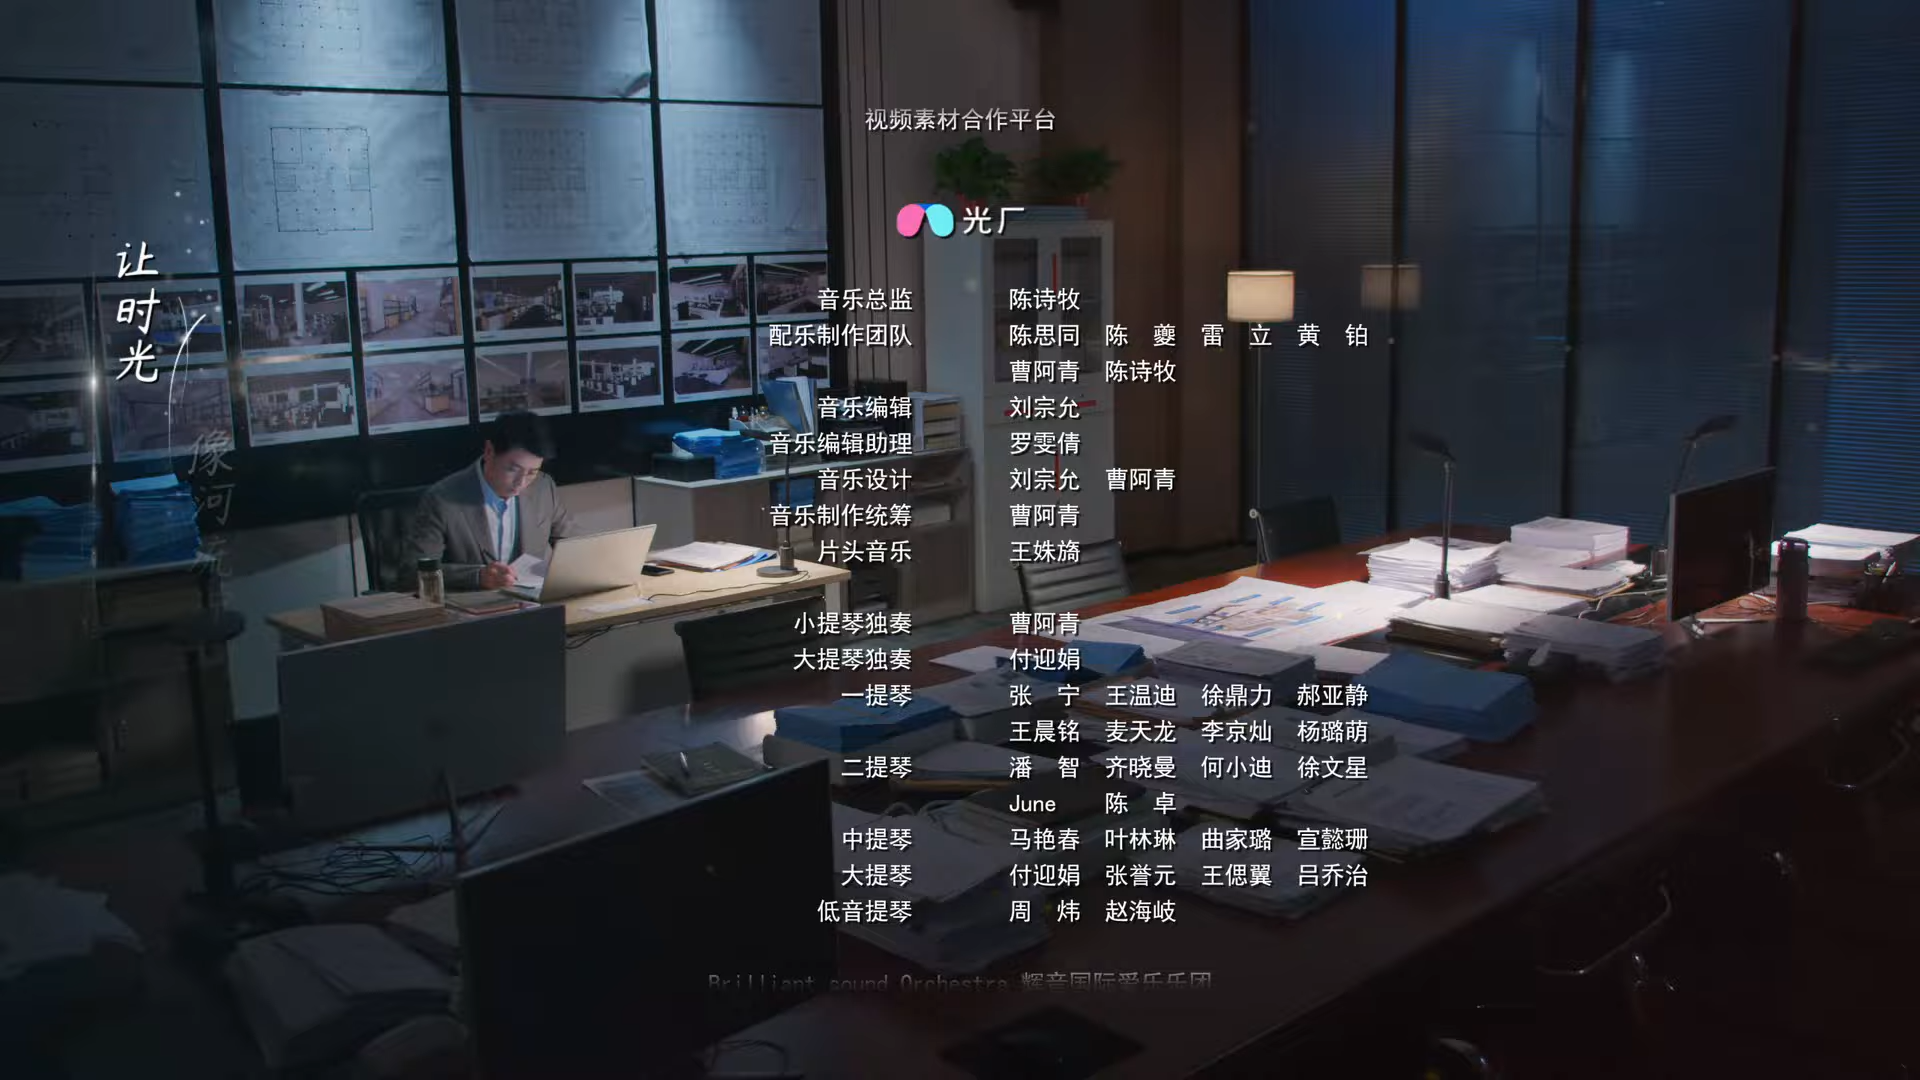 让时光
像河流
视频素材合作平台
光厂
音乐总监 陈诗牧
配乐制作团队 陈思同 陈 夔 雷 立 黄 铂
曹阿青 陈诗牧
音乐编辑 刘宗允
音乐编辑助理 罗雯倩
音乐设计 刘宗允 曹阿青
音乐制作统筹 曹阿青
片头音乐 王姝旖
小提琴独奏 曹阿青
大提琴独奏 付迎娟
一提琴 张 宁 王温迪 徐鼎力 郝亚静
王晨铭 麦天龙 李京灿 杨璐萌
二提琴 潘 智 齐晓曼 何小迪 徐文星
June 陈 卓
中提琴 马艳春 叶林琳 曲家璐 宣懿珊
大提琴 付迎娟 张誉元 王偲翼 吕乔治
低音提琴 周 炜 赵海岐
Brilliant sound Orchestra 辉音国际爱乐乐团